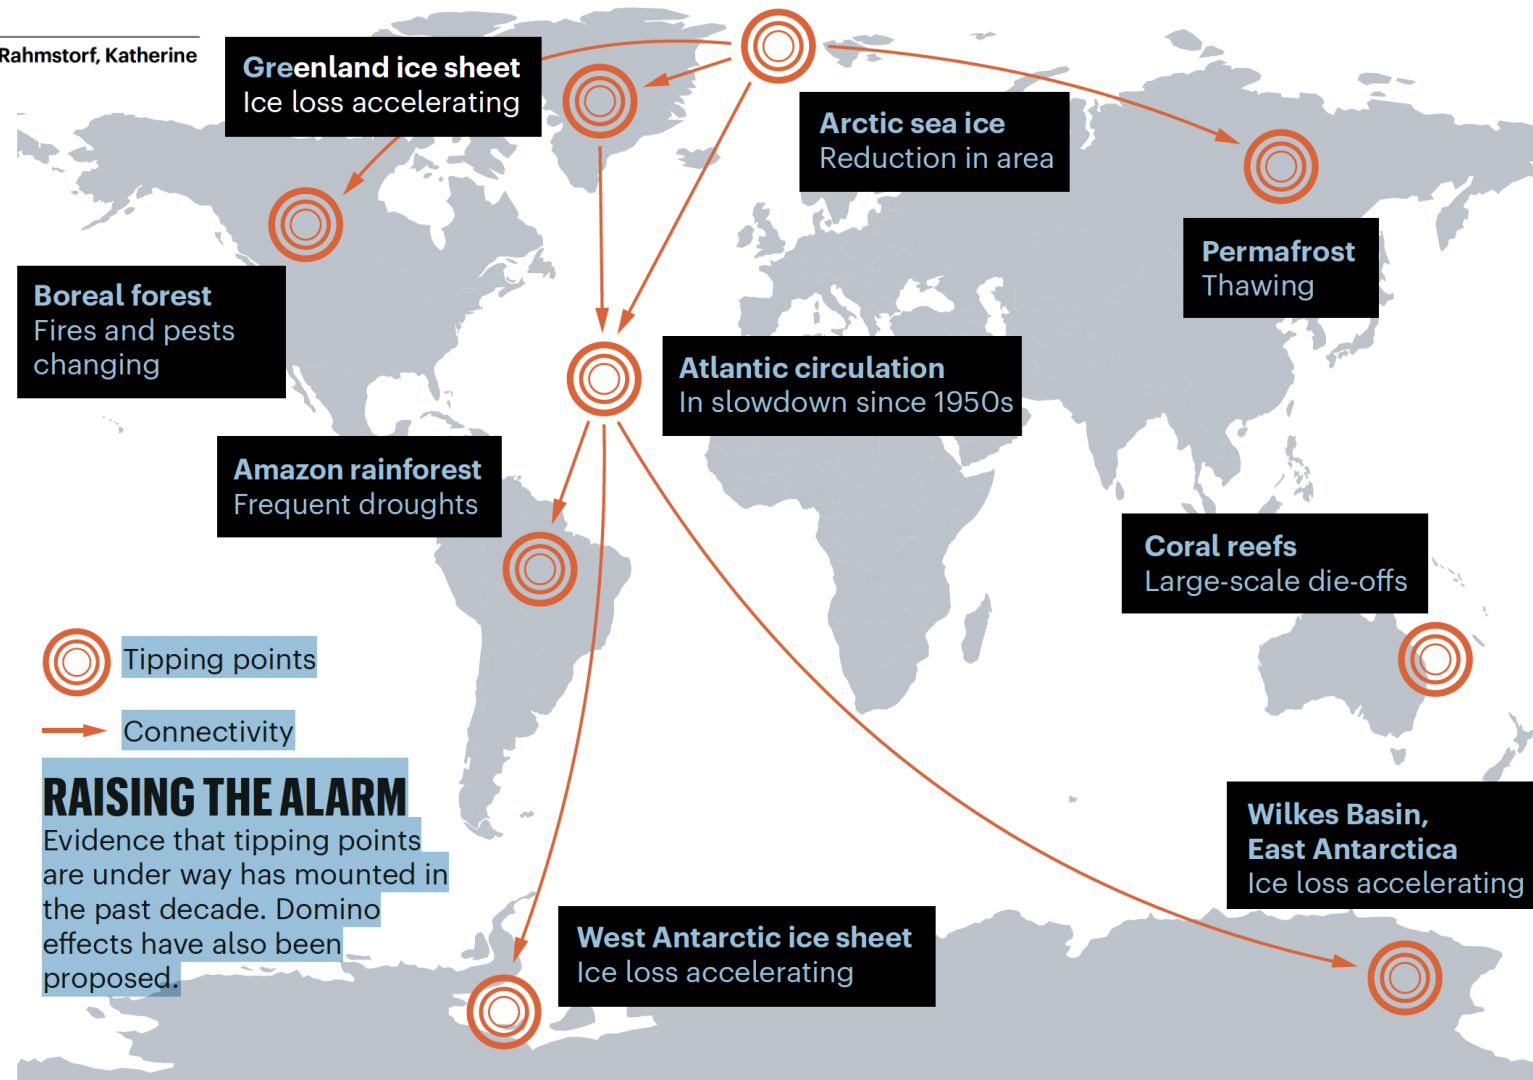 Rahmstorf, Katherine
Greenland ice sheet
Ice loss accelerating
Arctic sea ice
Reduction in area
Permafrost
Thawing
Boreal forest
Fires and pests
changing
Atlantic circulation
In slowdown since 1950s
Amazon rainforest
Frequent droughts
Coral reefs
Large-scale die-offs
Tipping points
Connectivity
RAISING THE ALARM
Evidence that tipping points
are under way has mounted in
the past decade. Domino
effects have also been
proposed.
Wilkes Basin,
East Antarctica
Ice loss accelerating
West Antarctic ice sheet
Ice loss accelerating